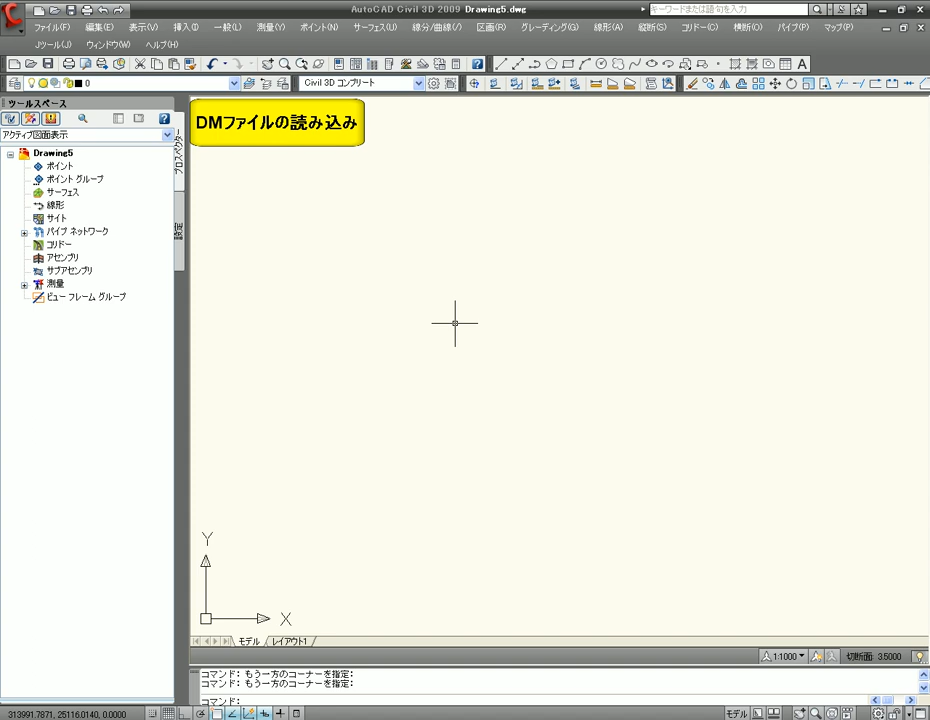 AutoCAD Civil 3D 2009 Drawing5.dwg
キーワードまたは語句を入力
ファイル(F) 編集(E) 表示(V) 挿入(I) 一般(L) 測量(Y) ポイント(N) サーフェス(U) 線分/曲線(/) 区画(R) グレーディング(G) 線形(A) 縦断(S) コリドー(C) 横断(O) パイプ(P) マップ(P)
Jツール(J) ウィンドウ(W) ヘルプ(H)
0
Civil 3D コンプリート
ツールスペース
アクティブ図面表示
DMファイルの読み込み
プロスペクター
設定
Drawing5
ポイント
ポイント グループ
サーフェス
線形
サイト
パイプ ネットワーク
コリドー
アセンブリ
サブアセンブリ
測量
ビュー フレーム グループ
Y
X
モデル レイアウト1
1:1000
切断面: 3.5000
コマンド: もう一方のコーナーを指定:
コマンド: もう一方のコーナーを指定:
コマンド:
313991.7871, 25116.0140, 0.0000
モデル